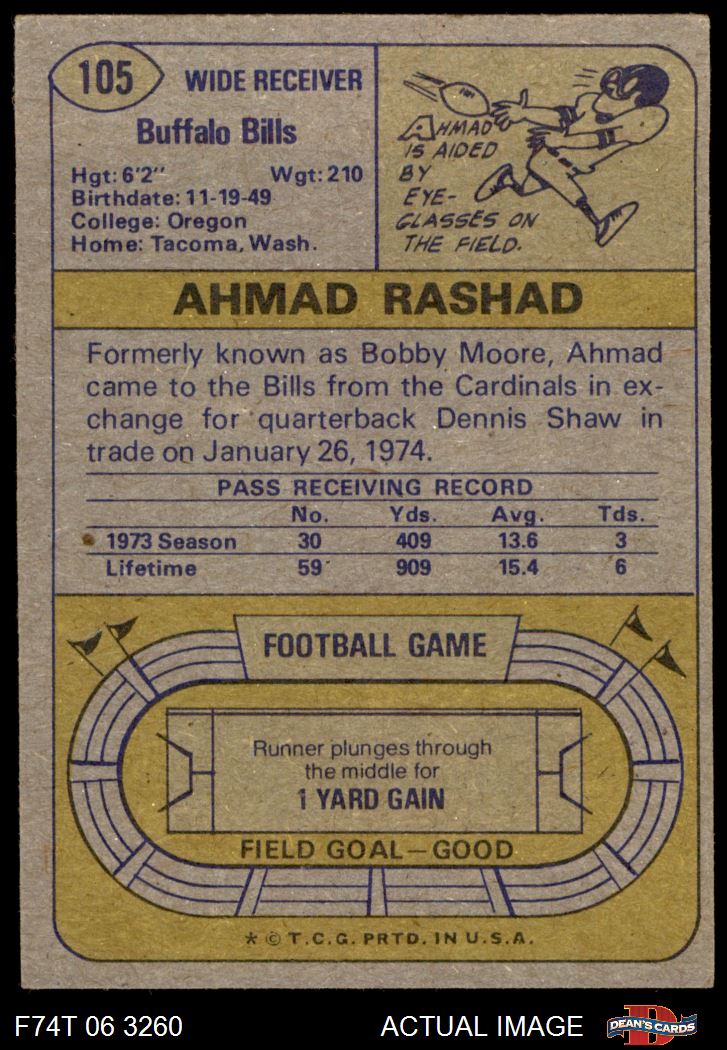 105 WIDE RECEIVER
Buffalo Bills
Hgt: 6'2" Wgt: 210
Birthdate: 11-19-49
College: Oregon
Home: Tacoma, Wash.
AHMAD
IS AIDED
BY
EYE-
GLASSES ON
THE FIELD.
AHMAD RASHAD
Formerly known as Bobby Moore, Ahmad
came to the Bills from the Cardinals in ex-
change for quarterback Dennis Shaw in
trade on January 26, 1974.
PASS RECEIVING RECORD
No. Yds. Avg. Tds.
1973 Season 30 409 13.6 3
Lifetime 59 909 15.4 6
FOOTBALL GAME
Runner plunges through
the middle for
1 YARD GAIN
FIELD GOAL—GOOD
* © T.C.G. PRTD. IN U.S.A.
F74T 06 3260 ACTUAL IMAGE D DEAN'S CARDS